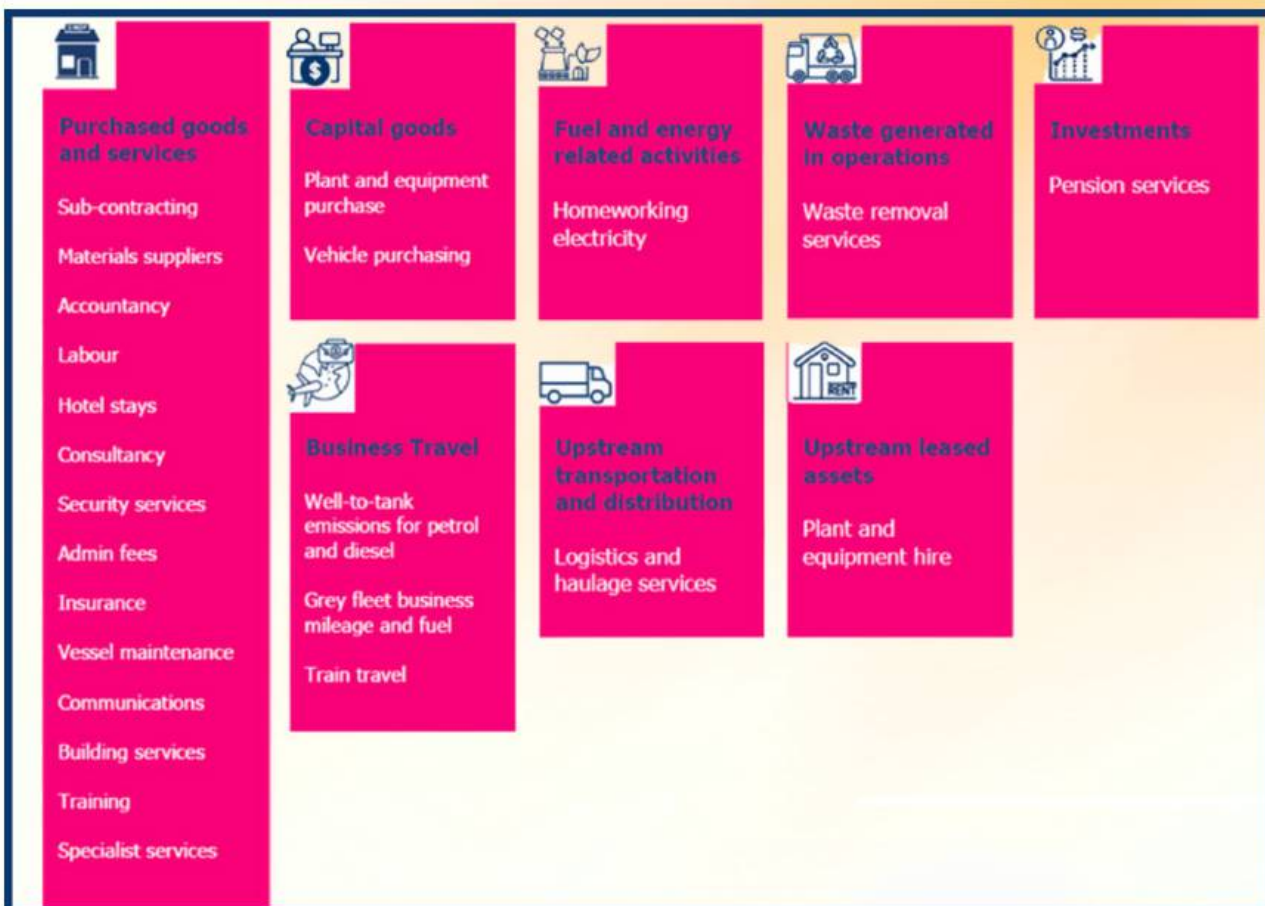 Purchased goods
and services
Sub-contracting
Materials suppliers
Accountancy
Labour
Hotel stays
Consultancy
Security services
Admin fees
Insurance
Vessel maintenance
Communications
Building services
Training
Specialist services
Capital goods
Plant and equipment
purchase
Vehicle purchasing
Fuel and energy
related activities
Homeworking
electricity
Waste generated
in operations
Waste removal
services
Investments
Pension services
Business Travel
Well-to-tank
emissions for petrol
and diesel
Grey fleet business
mileage and fuel
Train travel
Upstream
transportation
and distribution
Logistics and
haulage services
RENT
Upstream leased
assets
Plant and
equipment hire